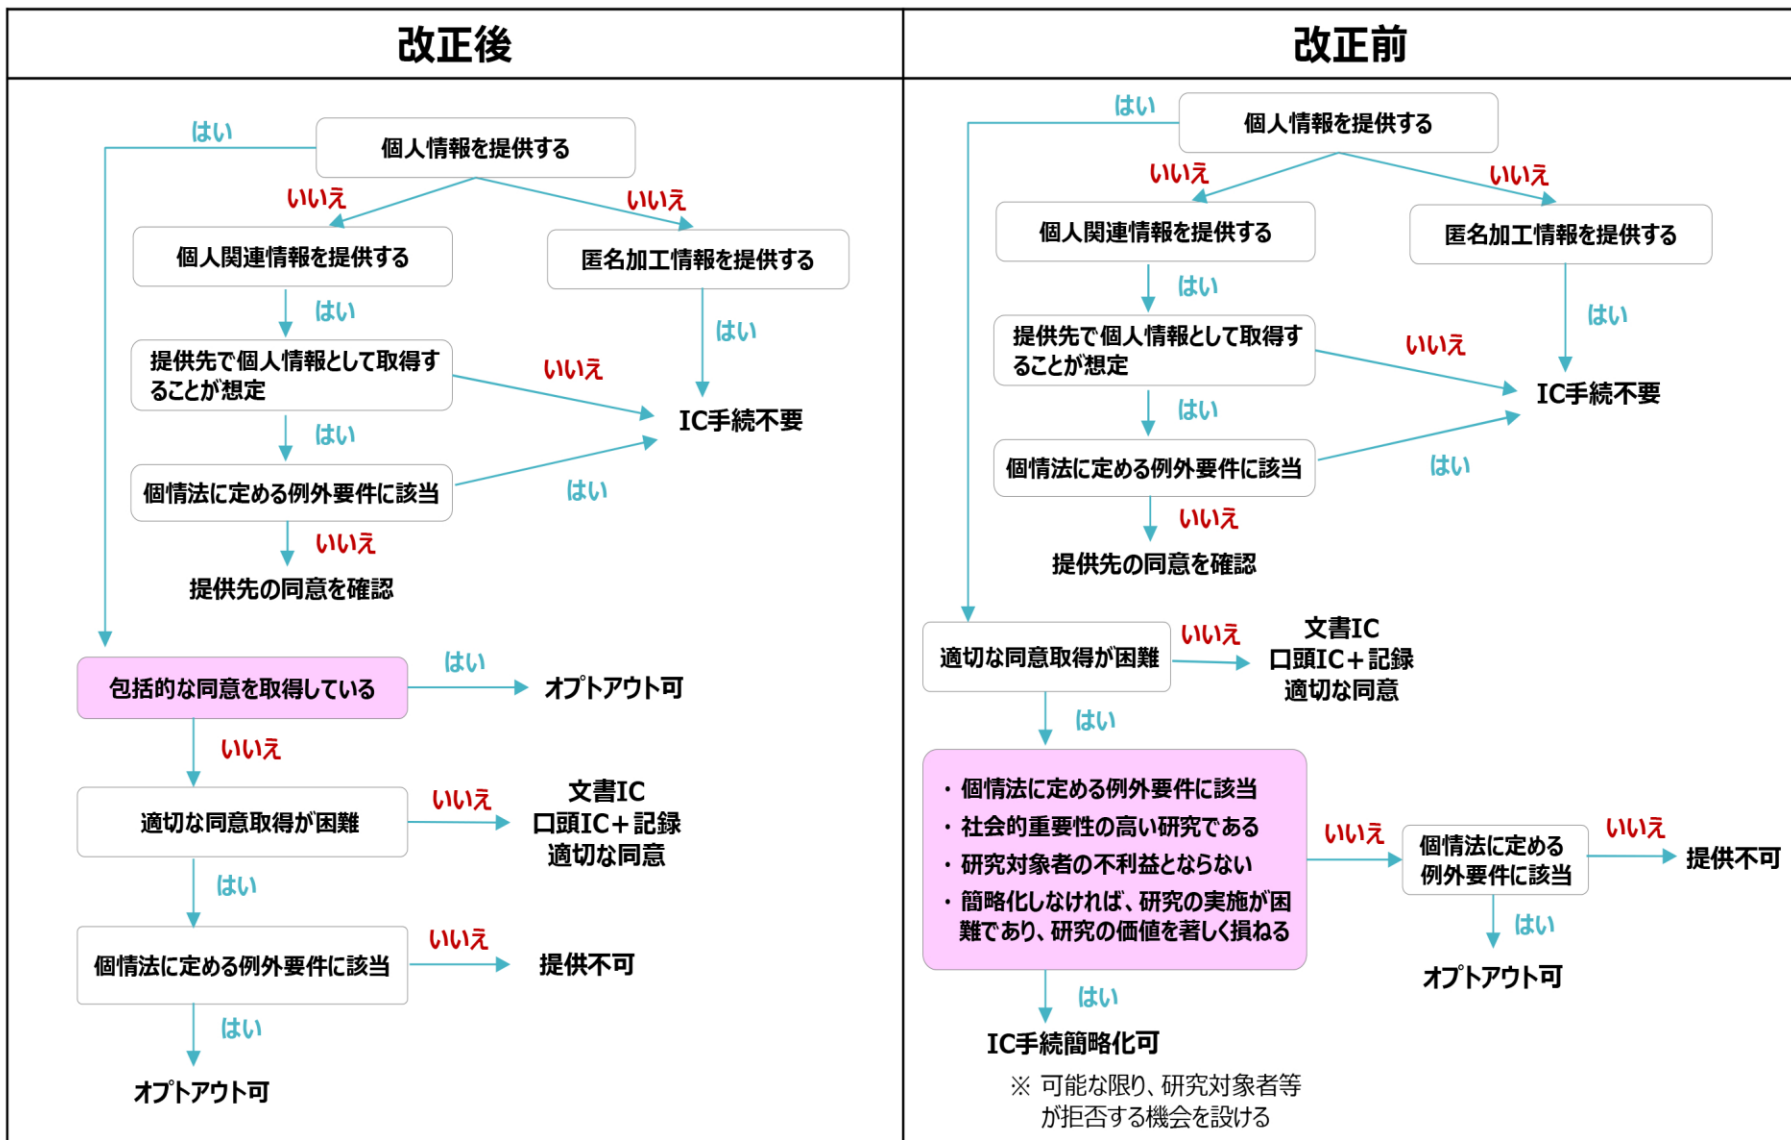 改正後
はい
個人情報を提供する
いいえ
いいえ
個人関連情報を提供する
匿名加工情報を提供する
はい
はい
提供先で個人情報として取得す
ることが想定
いいえ
IC手続不要
はい
個情法に定める例外要件に該当
はい
いいえ
提供先の同意を確認
包括的な同意を取得している
はい
オプトアウト可
いいえ
適切な同意取得が困難
いいえ
文書IC
口頭IC＋記録
適切な同意
はい
個情法に定める例外要件に該当
いいえ
提供不可
はい
オプトアウト可
改正前
はい
個人情報を提供する
いいえ
いいえ
個人関連情報を提供する
匿名加工情報を提供する
はい
はい
提供先で個人情報として取得す
ることが想定
いいえ
IC手続不要
はい
個情法に定める例外要件に該当
はい
いいえ
提供先の同意を確認
適切な同意取得が困難
いいえ
文書IC
口頭IC＋記録
適切な同意
はい
・個情法に定める例外要件に該当
・社会的重要性の高い研究である
・研究対象者の不利益とならない
・簡略化しなければ、研究の実施が困
難であり、研究の価値を著しく損ねる
いいえ
個情法に定める
例外要件に該当
いいえ
提供不可
はい
オプトアウト可
はい
IC手続簡略化可
※ 可能な限り、研究対象者等
が拒否する機会を設ける